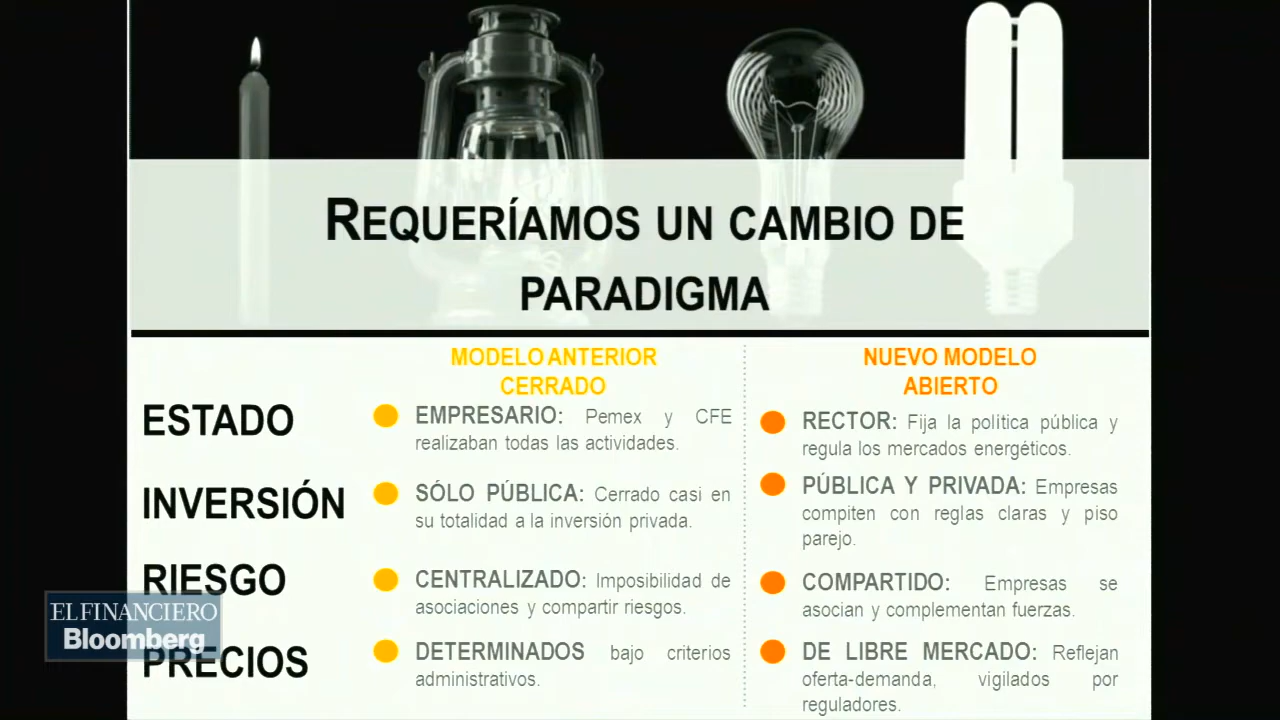 REQUERÍAMOS UN CAMBIO DE
PARADIGMA
MODELO ANTERIOR
CERRADO
NUEVO MODELO
ABIERTO
ESTADO
EMPRESARIO: Pemex y CFE
realizaban todas las actividades.
RECTOR: Fija la política pública y
regula los mercados energéticos.
INVERSIÓN
SÓLO PÚBLICA: Cerrado casi en
su totalidad a la inversión privada.
PÚBLICA Y PRIVADA: Empresas
compiten con reglas claras y piso
parejo.
RIESGO
CENTRALIZADO: Imposibilidad de
asociaciones y compartir riesgos.
COMPARTIDO: Empresas se
asocian y complementan fuerzas.
PRECIOS
DETERMINADOS bajo criterios
administrativos.
DE LIBRE MERCADO: Reflejan
oferta-demanda, vigilados por
reguladores.
EL FINANCIERO
Bloomberg